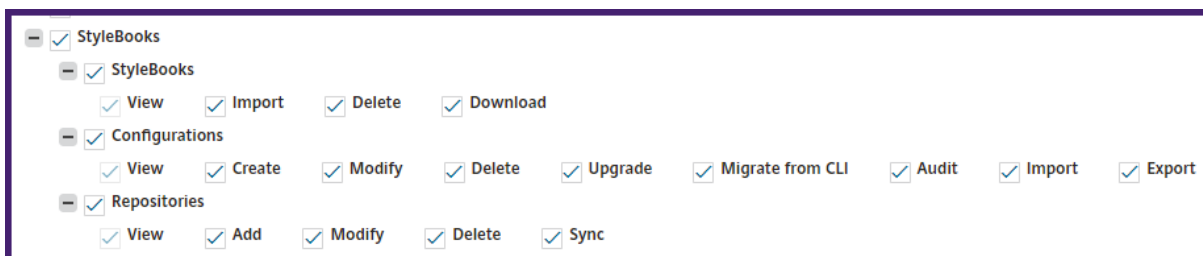 StyleBooks
StyleBooks
View Import Delete Download
Configurations
View Create Modify Delete Upgrade Migrate from CLI Audit Import Export
Repositories
View Add Modify Delete Sync